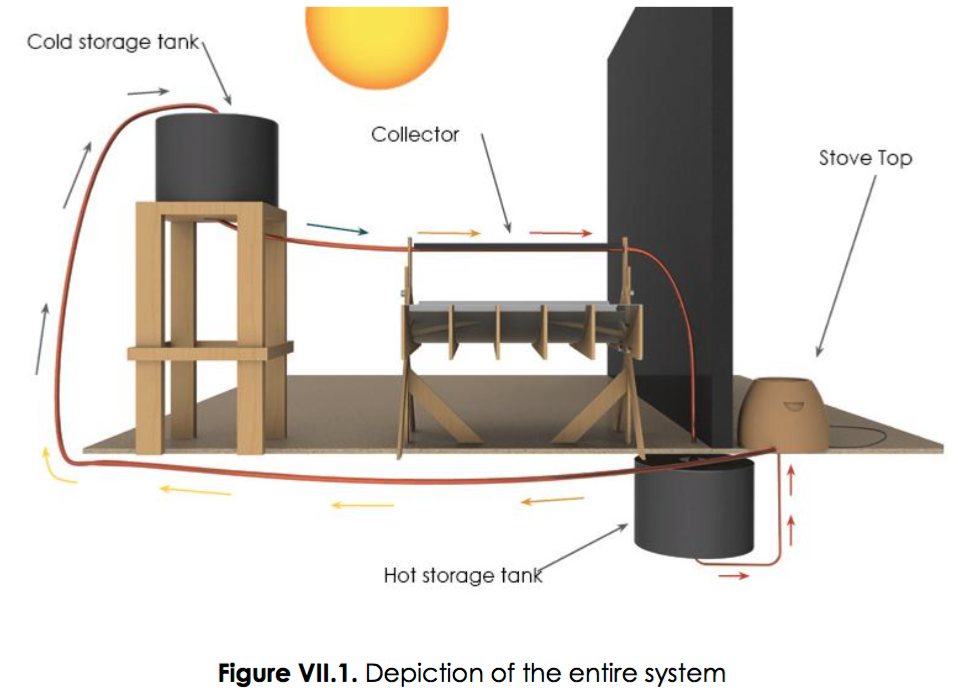 Cold storage tank
Collector
Stove Top
Hot storage tank
Figure VII.1. Depiction of the entire system